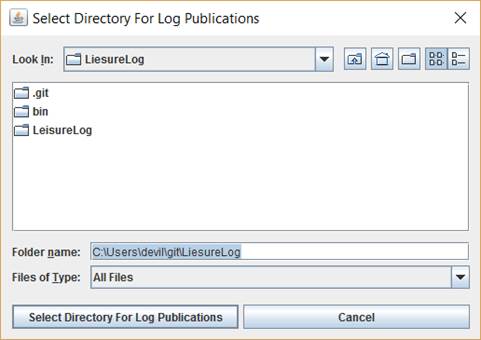 Select Directory For Log Publications
Look In: LiesureLog
.git
bin
LeisureLog
Folder name: C:\Users\devil\git\LiesureLog
Files of Type: All Files
Select Directory For Log Publications Cancel